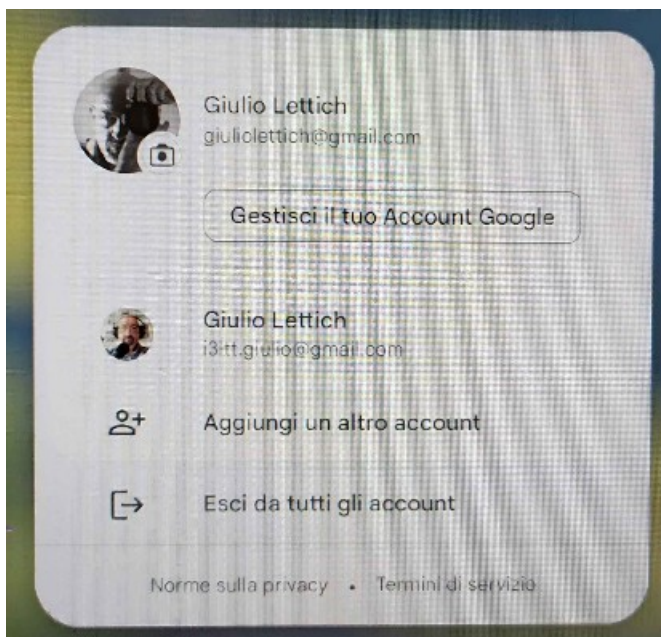 Giulio Lettich
giuliolettich@gmail.com
Gestisci il tuo Account Google
Giulio Lettich
Aggiungi un altro account
Esci da tutti gli account
Norme sulla privacy • Termini di servizio